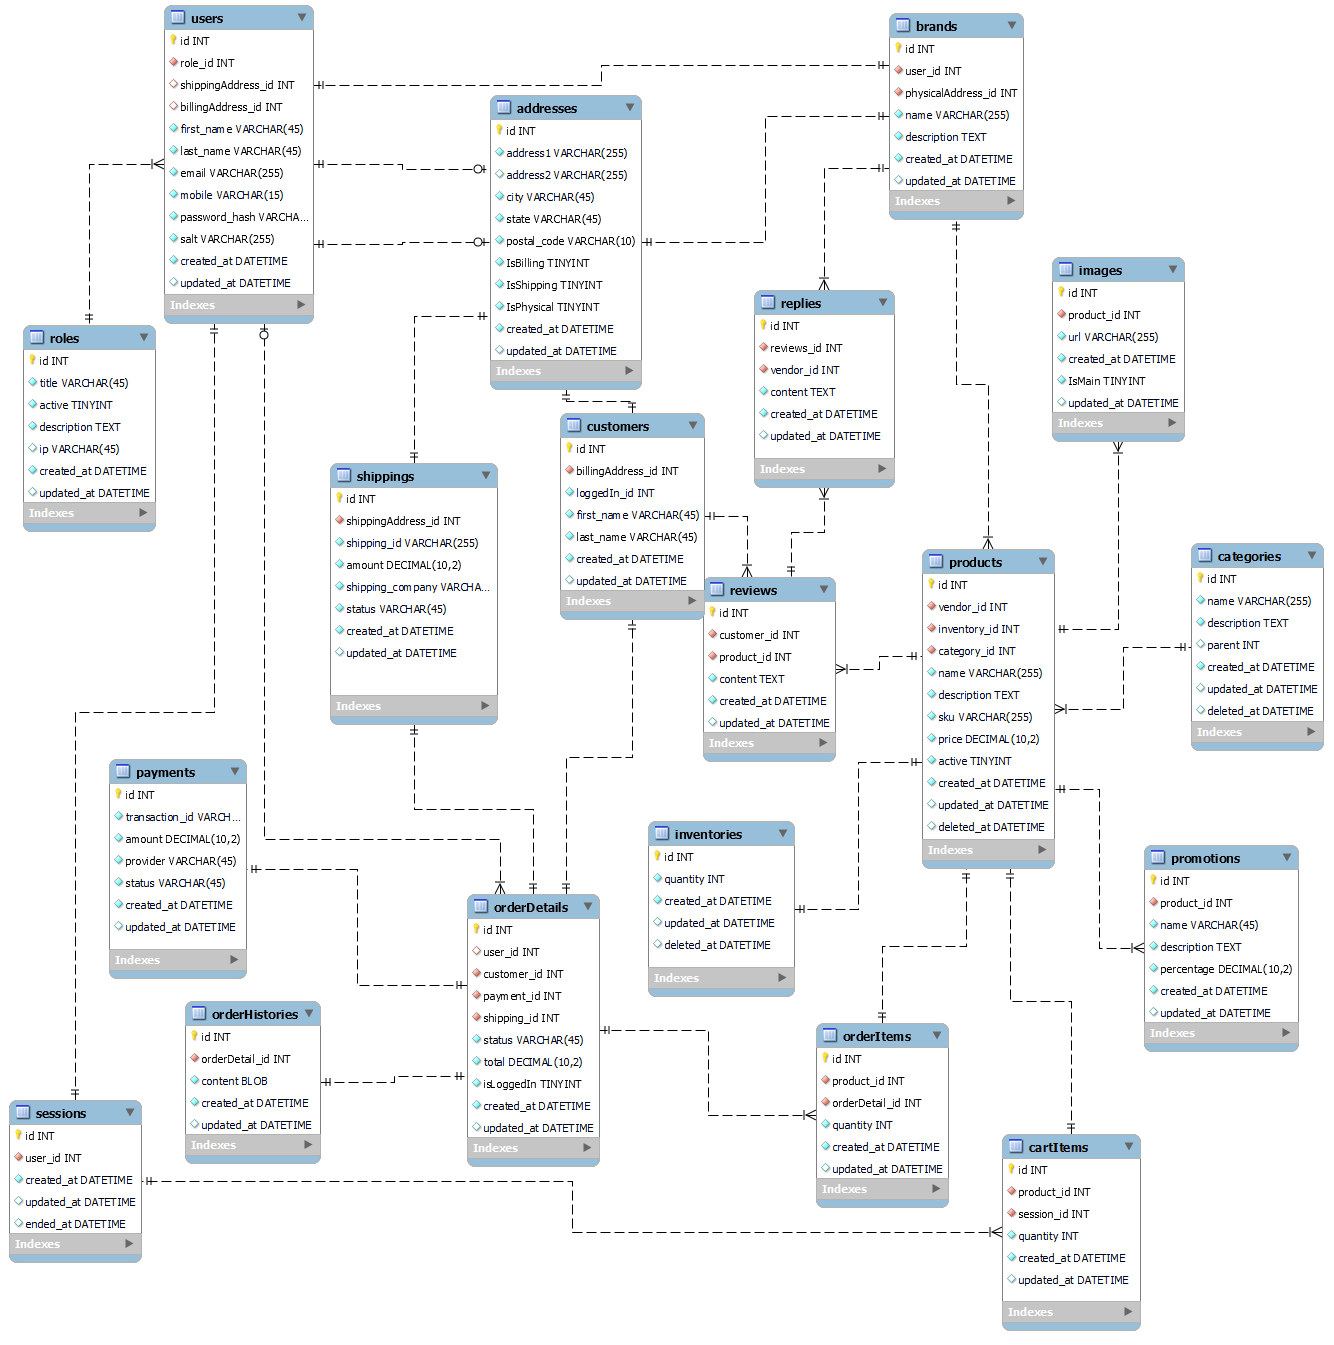 users
id INT
role_id INT
shippingAddress_id INT
billingAddress_id INT
first_name VARCHAR(45)
last_name VARCHAR(45)
email VARCHAR(255)
mobile VARCHAR(15)
password_hash VARCHA...
salt VARCHAR(255)
created_at DATETIME
updated_at DATETIME
Indexes
brands
id INT
user_id INT
physicalAddress_id INT
name VARCHAR(255)
description TEXT
created_at DATETIME
updated_at DATETIME
Indexes
addresses
id INT
address1 VARCHAR(255)
address2 VARCHAR(255)
city VARCHAR(45)
state VARCHAR(45)
postal_code VARCHAR(10)
IsBilling TINYINT
IsShipping TINYINT
IsPhysical TINYINT
created_at DATETIME
updated_at DATETIME
Indexes
images
id INT
product_id INT
url VARCHAR(255)
created_at DATETIME
IsMain TINYINT
updated_at DATETIME
Indexes
replies
id INT
reviews_id INT
vendor_id INT
content TEXT
created_at DATETIME
updated_at DATETIME
Indexes
roles
id INT
title VARCHAR(45)
active TINYINT
description TEXT
ip VARCHAR(45)
created_at DATETIME
updated_at DATETIME
Indexes
customers
id INT
billingAddress_id INT
loggedIn_id INT
first_name VARCHAR(45)
last_name VARCHAR(45)
created_at DATETIME
updated_at DATETIME
Indexes
shippings
id INT
shippingAddress_id INT
shipping_id VARCHAR(255)
amount DECIMAL(10,2)
shipping_company VARCHA...
status VARCHAR(45)
created_at DATETIME
updated_at DATETIME
Indexes
reviews
id INT
customer_id INT
product_id INT
content TEXT
created_at DATETIME
updated_at DATETIME
Indexes
products
id INT
vendor_id INT
inventory_id INT
category_id INT
name VARCHAR(255)
description TEXT
sku VARCHAR(255)
price DECIMAL(10,2)
active TINYINT
created_at DATETIME
updated_at DATETIME
deleted_at DATETIME
Indexes
categories
id INT
name VARCHAR(255)
description TEXT
parent INT
created_at DATETIME
updated_at DATETIME
deleted_at DATETIME
Indexes
payments
id INT
transaction_id VARCH...
amount DECIMAL(10,2)
provider VARCHAR(45)
status VARCHAR(45)
created_at DATETIME
updated_at DATETIME
Indexes
inventories
id INT
quantity INT
created_at DATETIME
updated_at DATETIME
deleted_at DATETIME
Indexes
promotions
id INT
product_id INT
name VARCHAR(45)
description TEXT
percentage DECIMAL(10,2)
created_at DATETIME
updated_at DATETIME
Indexes
orderDetails
id INT
user_id INT
customer_id INT
payment_id INT
shipping_id INT
status VARCHAR(45)
total DECIMAL(10,2)
isLoggedIn TINYINT
created_at DATETIME
updated_at DATETIME
Indexes
orderHistories
id INT
orderDetail_id INT
content BLOB
created_at DATETIME
updated_at DATETIME
Indexes
orderItems
id INT
product_id INT
orderDetail_id INT
quantity INT
created_at DATETIME
updated_at DATETIME
Indexes
sessions
id INT
user_id INT
created_at DATETIME
updated_at DATETIME
ended_at DATETIME
Indexes
cartItems
id INT
product_id INT
session_id INT
quantity INT
created_at DATETIME
updated_at DATETIME
Indexes